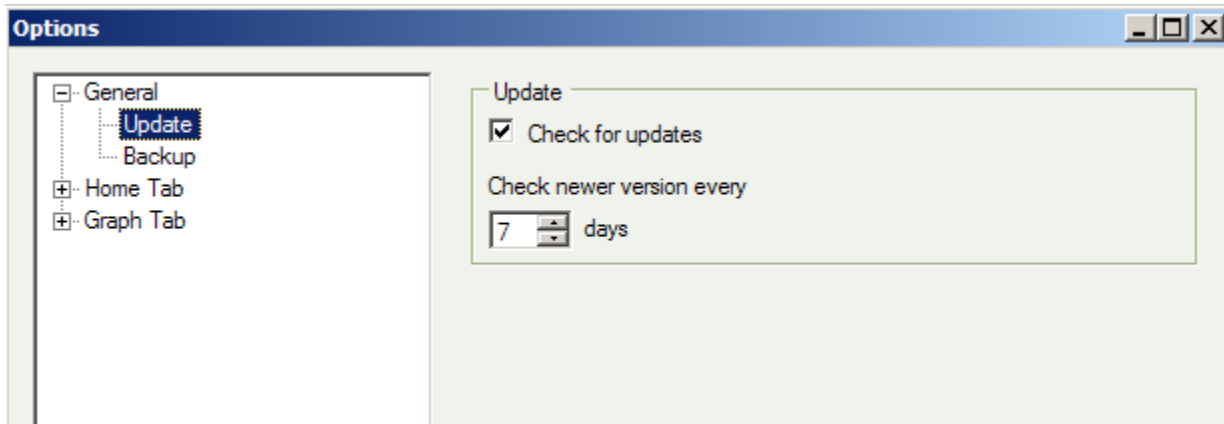 Options
General
Update
Backup
Home Tab
Graph Tab
Update
Check for updates
Check newer version every
7 days